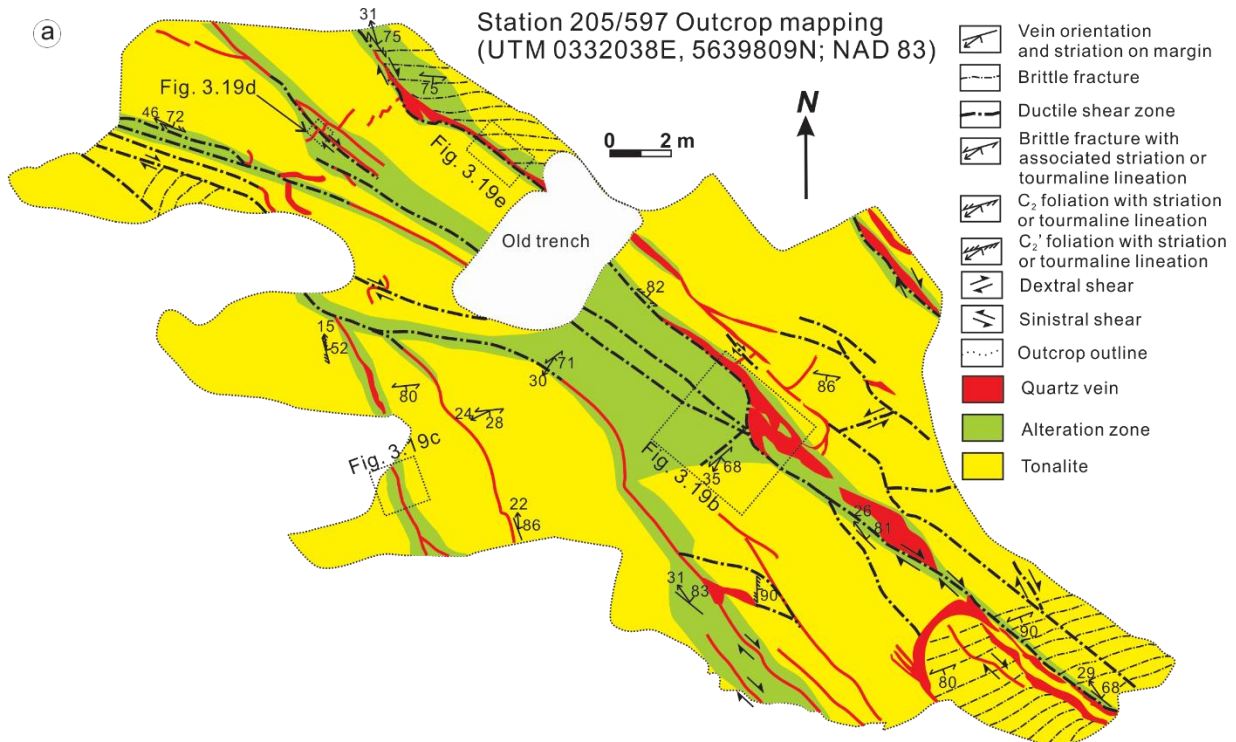 a
Station 205/597 Outcrop mapping
(UTM 0332038E, 5639809N; NAD 83)
31
75
75
Fig. 3.19d
46
72
Fig. 3.19e
N
0 2 m
Old trench
82
15
52
71
30
80
86
24
28
Fig. 3.19c
68
35
Fig. 3.19b
22
86
26
81
31
83
90
90
80
29
68
Vein orientation
and striation on margin
Brittle fracture
Ductile shear zone
Brittle fracture with
associated striation or
tourmaline lineation
C₂ foliation with striation
or tourmaline lineation
C₂' foliation with striation
or tourmaline lineation
Dextral shear
Sinistral shear
Outcrop outline
Quartz vein
Alteration zone
Tonalite